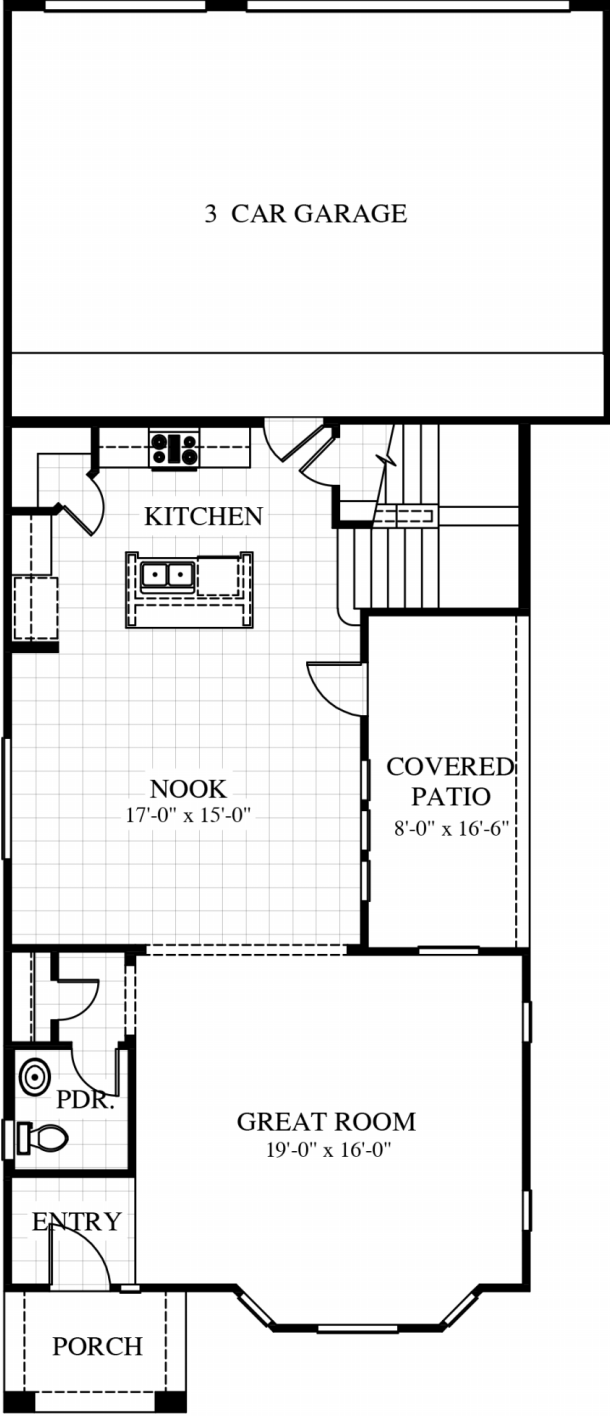 3 CAR GARAGE
KITCHEN
NOOK
17'-0" x 15'-0"
COVERED
PATIO
8'-0" x 16'-6"
PDR.
GREAT ROOM
19'-0" x 16'-0"
ENTRY
PORCH